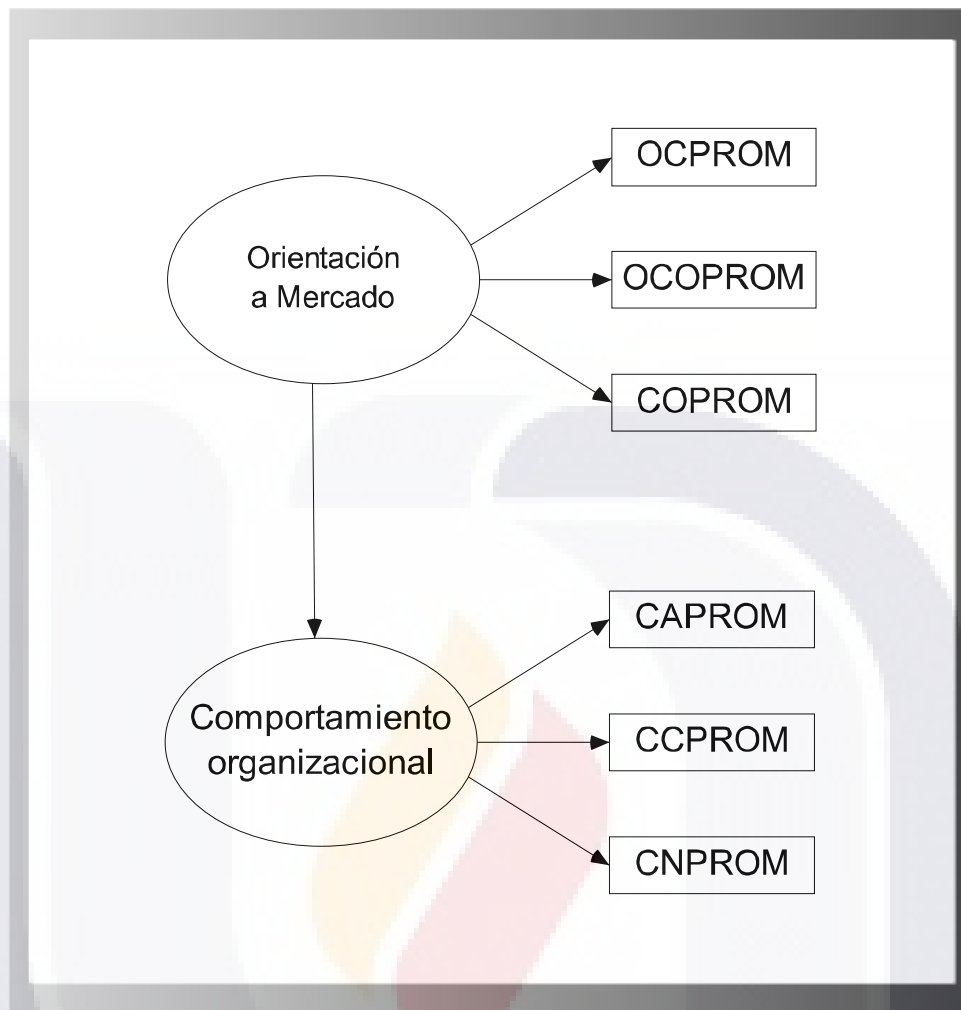 OCPROM
Orientación
a Mercado
OCOPROM
COPROM
CAPROM
Comportamiento
organizacional
CCPROM
CNPROM